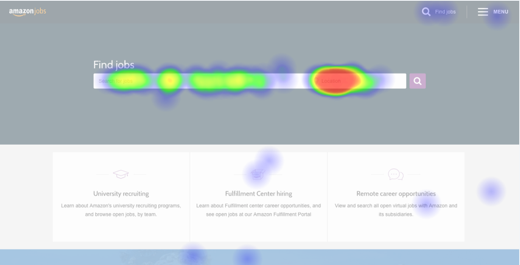 amazon jobs
Find jobs
MENU
Find jobs
University recruiting
Learn about Amazon's university recruiting programs,
and browse open jobs, by team.
Fulfillment Center hiring
Learn about Fulfillment center career opportunities, and
see open jobs at our Amazon Fulfillment Portal
Remote career opportunities
View and search all open virtual jobs with Amazon and
its subsidiaries.